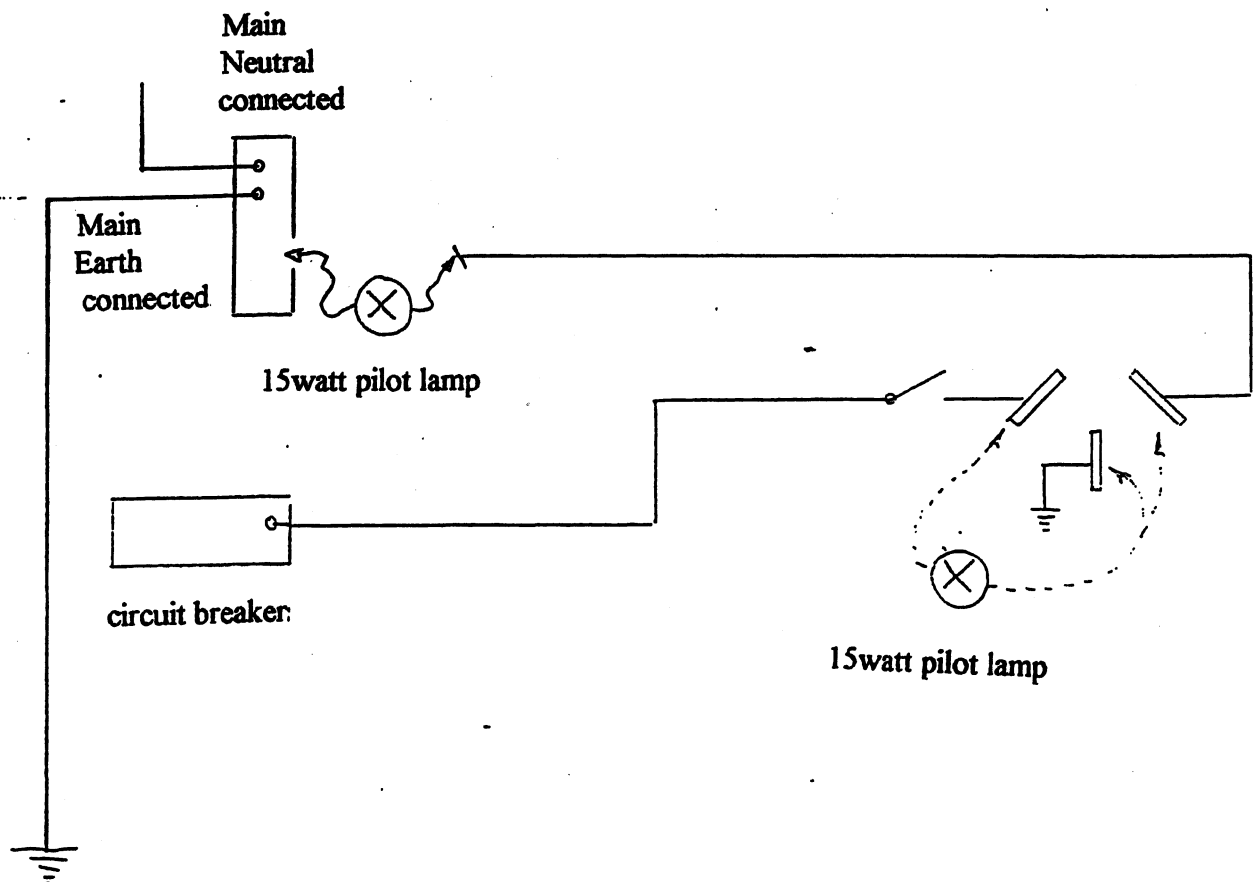 Main
Neutral
connected
Main
Earth
connected
15watt pilot lamp
circuit breaker
15watt pilot lamp